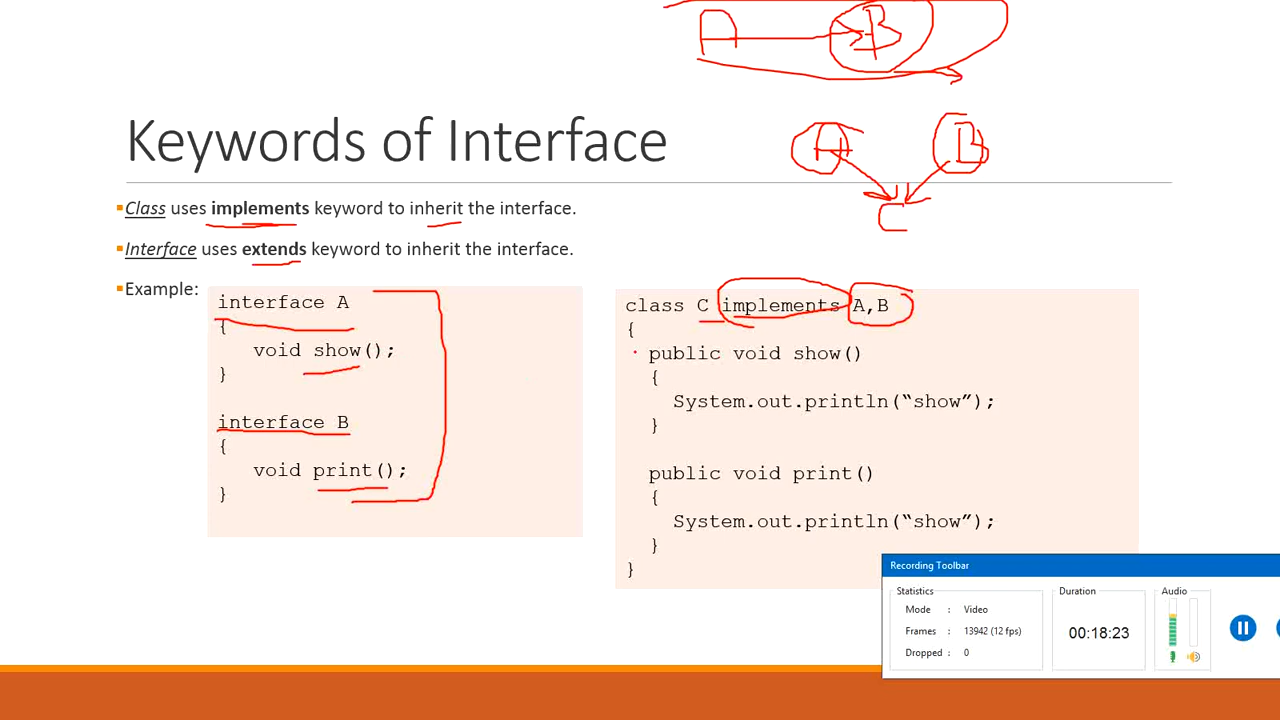 A B
Keywords of Interface
A B
C
▪Class uses implements keyword to inherit the interface.
▪Interface uses extends keyword to inherit the interface.
▪Example:
interface A
{
void show();
}
interface B
{
void print();
}
class C implements A,B
{
public void show()
{
System.out.println(“show”);
}
public void print()
{
System.out.println(“show”);
}
}
Recording Toolbar
Statistics
Mode : Video
Frames : 13942 (12 fps)
Dropped : 0
Duration
00:18:23
Audio